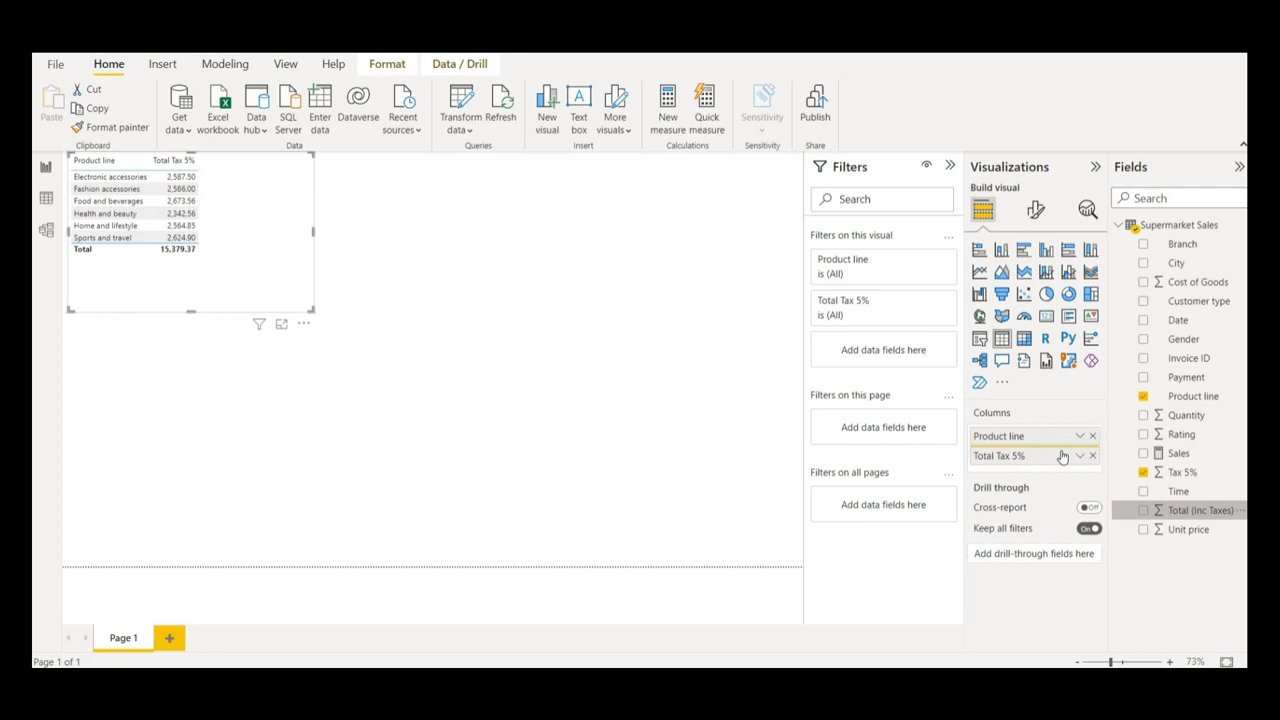 File Home Insert Modeling View Help Format Data / Drill
Paste
Cut
Copy
Format painter
Clipboard
Get data
Excel workbook
Data hub
SQL Server
Enter data
Dataverse
Recent sources
Data
Transform data
Refresh
Queries
New visual
Text box
More visuals
Insert
New measure
Quick measure
Calculations
Sensitivity
Sensitivity
Publish
Share
Product line Total Tax 5%
Electronic accessories 2,587.50
Fashion accessories 2,586.00
Food and beverages 2,673.56
Health and beauty 2,342.56
Home and lifestyle 2,564.85
Sports and travel 2,624.90
Total 15,379.37
Filters
Search
Filters on this visual ...
Product line
is (All)
Total Tax 5%
is (All)
Add data fields here
Filters on this page ...
Add data fields here
Filters on all pages ...
Add data fields here
Visualizations
Build visual
R
Py
...
Columns
Product line
Total Tax 5%
Drill through
Cross-report Off
Keep all filters On
Add drill-through fields here
Fields
Search
Supermarket Sales
Branch
City
Cost of Goods
Customer type
Date
Gender
Invoice ID
Payment
Product line
Quantity
Rating
Sales
Tax 5%
Time
Total (Inc Taxes) ...
Unit price
Page 1
Page 1 of 1
- + 73%